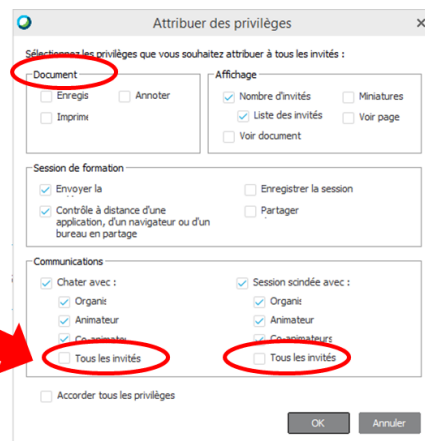 Attribuer des privilèges
Sélectionnez les privilèges que vous souhaitez attribuer à tous les invités :
Document
Enregis Annoter
Imprime
Affichage
Nombre d'invités Miniatures
Liste des invités Voir page
Voir document
Session de formation
Envoyer la Enregistrer la session
Contrôle à distance d'une Partager
application, d'un navigateur ou d'un
bureau en partage
Communications
Chater avec : Session scindée avec :
Organis Organis
Animateur Animateur
Co-animateu Co-animateurs
Tous les invités Tous les invités
Accorder tous les privilèges
OK Annuler